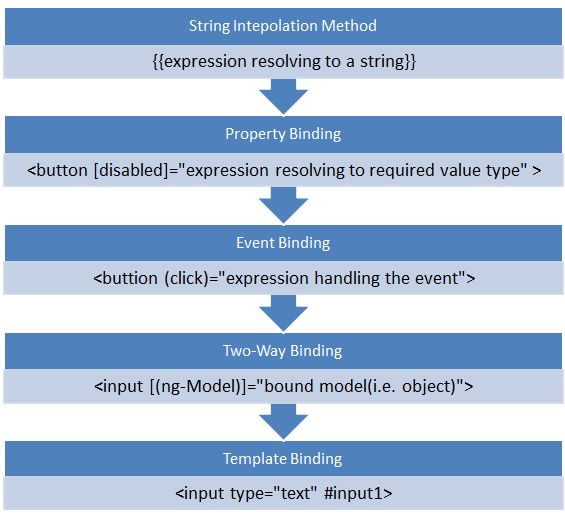 String Intepolation Method
{{expression resolving to a string}}
Property Binding
<button [disabled]="expression resolving to required value type" >
Event Binding
<buttion (click)="expression handling the event">
Two-Way Binding
<input [(ng-Model)]="bound model(i.e. object)">
Template Binding
<input type="text" #input1>